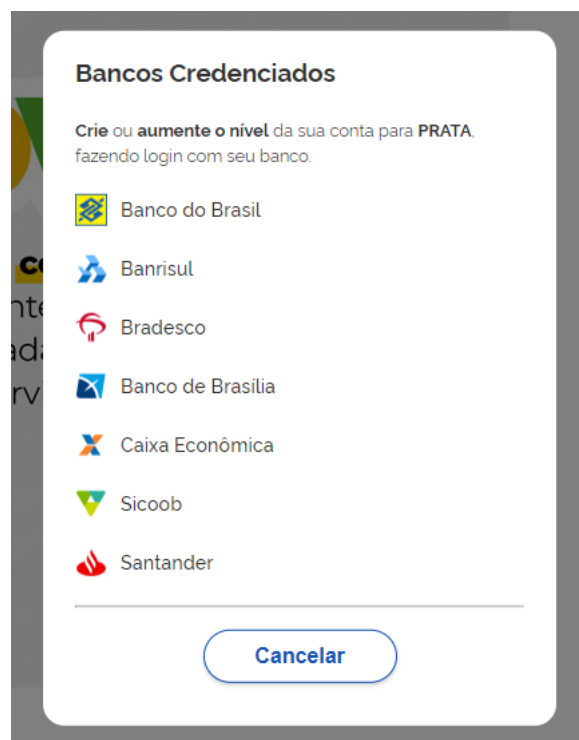 Bancos Credenciados
Crie ou aumente o nível da sua conta para PRATA,
fazendo login com seu banco.
Banco do Brasil
Banrisul
Bradesco
Banco de Brasília
Caixa Econômica
Sicoob
Santander
Cancelar